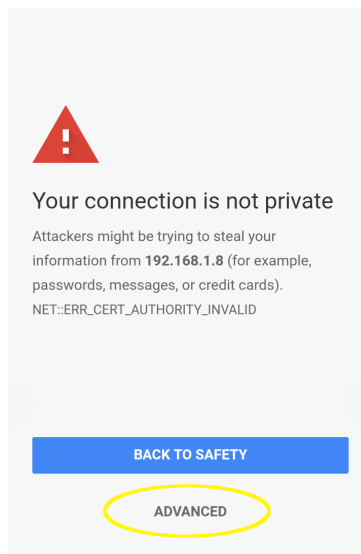 Your connection is not private
Attackers might be trying to steal your
information from 192.168.1.8 (for example,
passwords, messages, or credit cards).
NET::ERR_CERT_AUTHORITY_INVALID
BACK TO SAFETY
ADVANCED